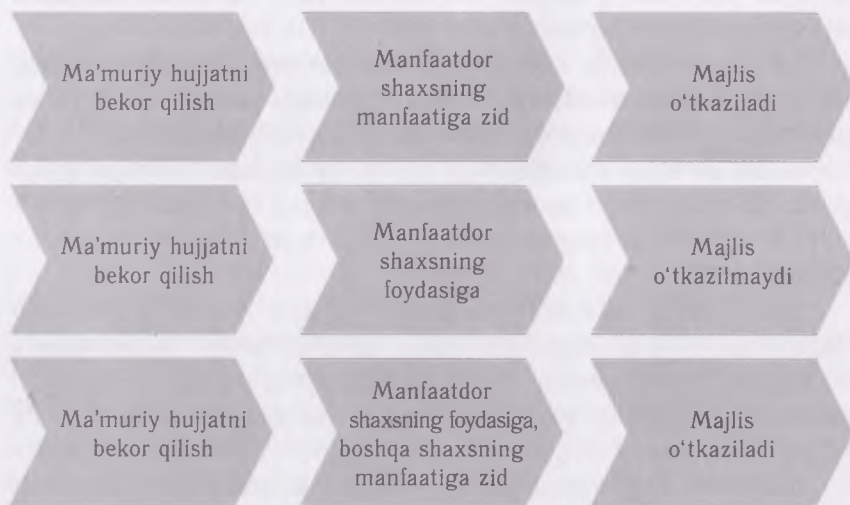 Ma'muriy hujjatni
bekor qilish
Manfaatdor
shaxsning
manfaatiga zid
Majlis
o‘tkaziladi
Ma'muriy hujjatni
bekor qilish
Manfaatdor
shaxsning
foydasiga
Majlis
o‘tkazilmaydi
Ma'muriy hujjatni
bekor qilish
Manfaatdor
shaxsning foydasiga,
boshqa shaxsning
manfaatiga zid
Majlis
o‘tkaziladi